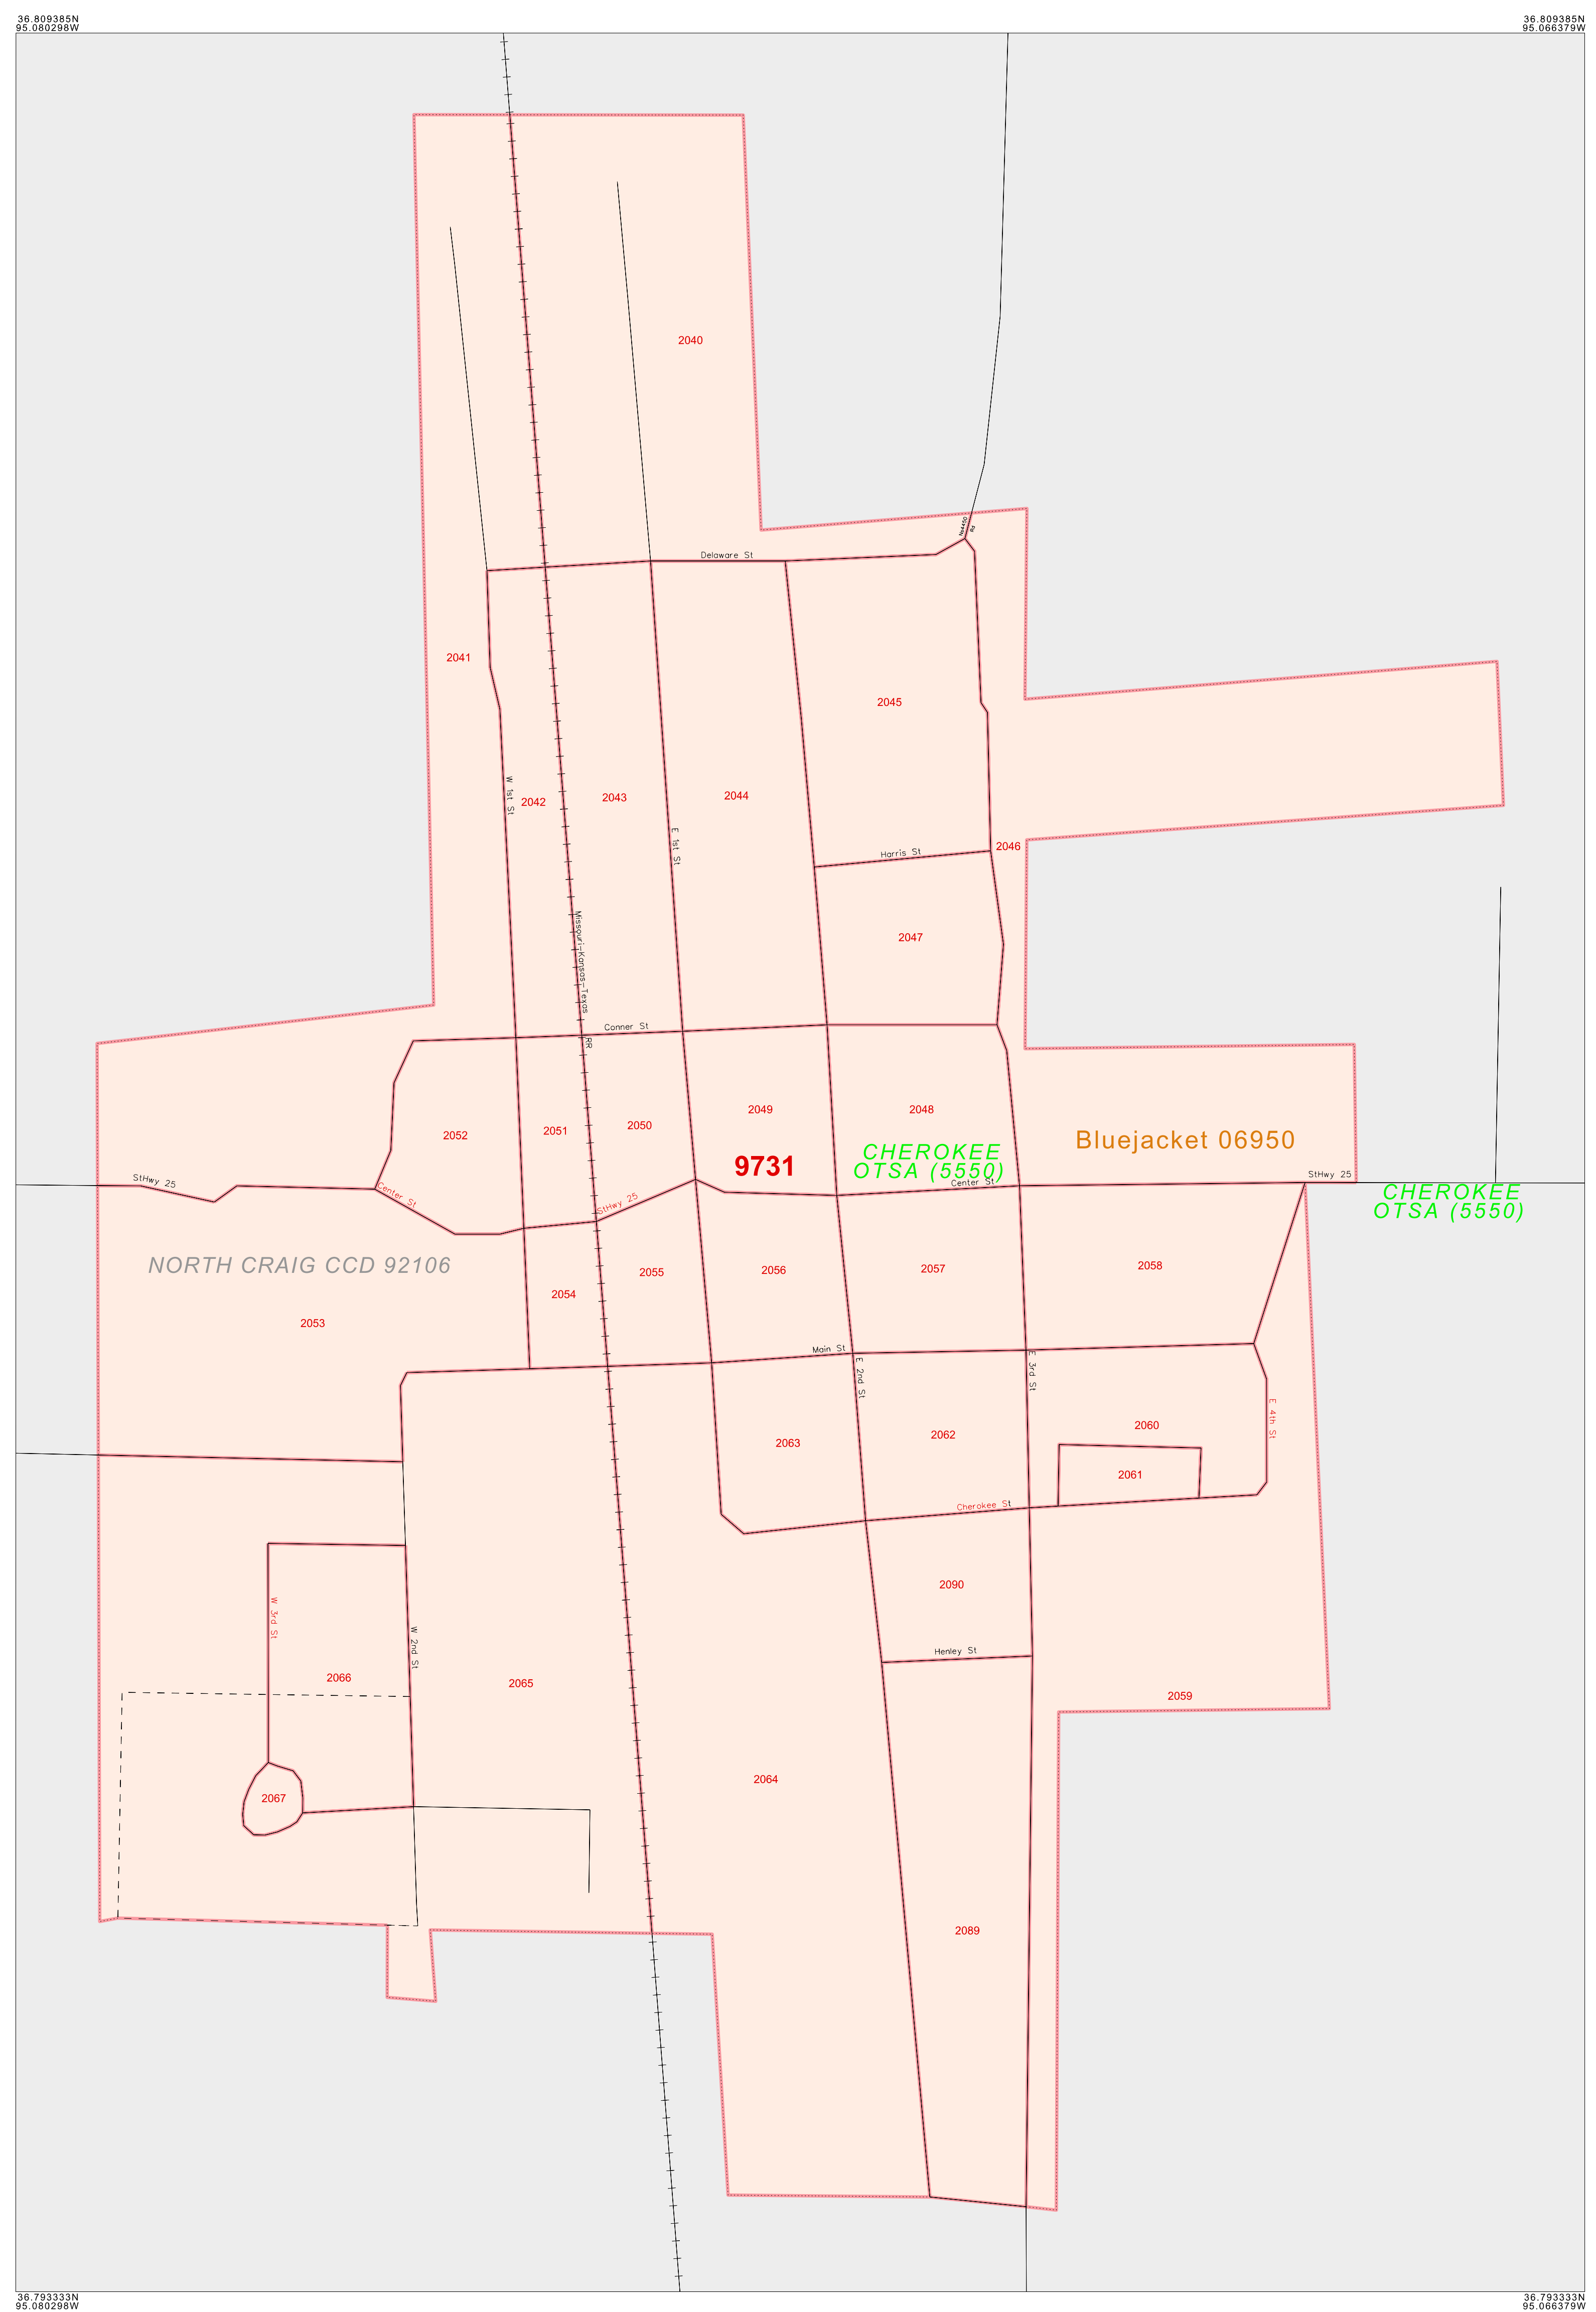 36.809385N
95.080298W
36.809385N
95.066379W
2040
Ns4450
Rd
Delaware St
2041
2045
W 1st St
2042
2043
2044
E 1st St
Harris St
2046
Missouri-Kansas-Texas
RR
2047
Conner St
2049
2048
2050
2051
2052
Bluejacket 06950
9731
CHEROKEE
OTSA (5550)
StHwy 25
Center St
Center St
StHwy 25
StHwy 25
CHEROKEE
OTSA (5550)
NORTH CRAIG CCD 92106
2053
2054
2055
2056
2057
2058
Main St
E 2nd St
E 3rd St
E 4th St
2060
2063
2062
2061
Cherokee St
2090
W 3rd St
W 2nd St
Henley St
2066
2065
2059
2064
2067
2089
36.793333N
95.080298W
36.793333N
95.066379W